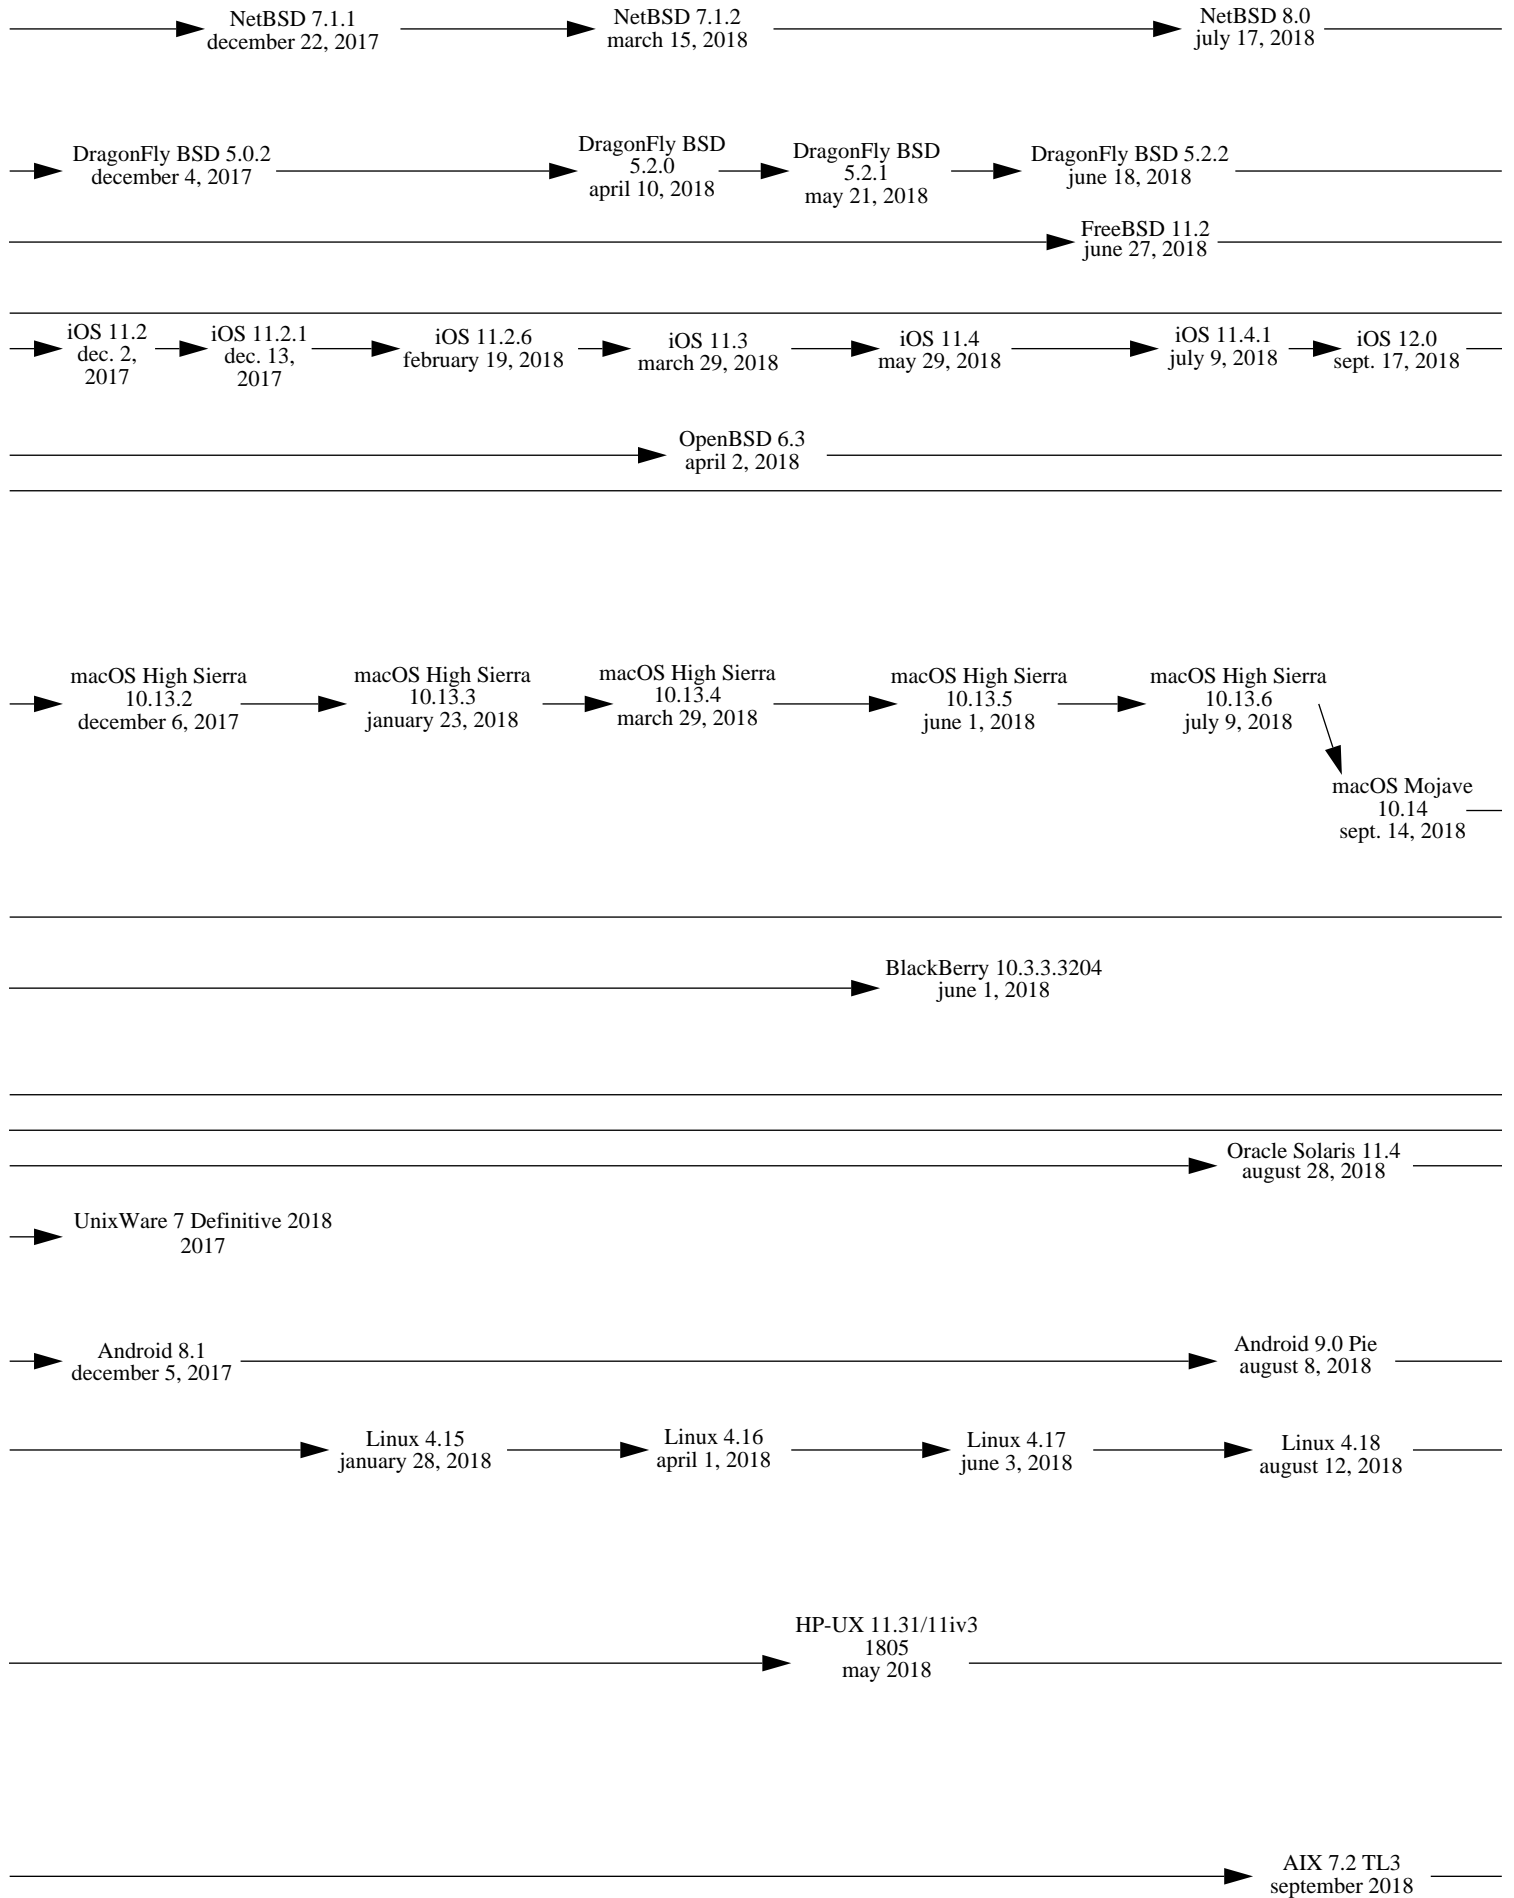 NetBSD 7.1.1
december 22, 2017
NetBSD 7.1.2
march 15, 2018
NetBSD 8.0
july 17, 2018
DragonFly BSD 5.0.2
december 4, 2017
DragonFly BSD
5.2.0
april 10, 2018
DragonFly BSD
5.2.1
may 21, 2018
DragonFly BSD 5.2.2
june 18, 2018
FreeBSD 11.2
june 27, 2018
iOS 11.2
dec. 2,
2017
iOS 11.2.1
dec. 13,
2017
iOS 11.2.6
february 19, 2018
iOS 11.3
march 29, 2018
iOS 11.4
may 29, 2018
iOS 11.4.1
july 9, 2018
iOS 12.0
sept. 17, 2018
OpenBSD 6.3
april 2, 2018
macOS High Sierra
10.13.2
december 6, 2017
macOS High Sierra
10.13.3
january 23, 2018
macOS High Sierra
10.13.4
march 29, 2018
macOS High Sierra
10.13.5
june 1, 2018
macOS High Sierra
10.13.6
july 9, 2018
macOS Mojave
10.14
sept. 14, 2018
BlackBerry 10.3.3.3204
june 1, 2018
Oracle Solaris 11.4
august 28, 2018
UnixWare 7 Definitive 2018
2017
Android 8.1
december 5, 2017
Android 9.0 Pie
august 8, 2018
Linux 4.15
january 28, 2018
Linux 4.16
april 1, 2018
Linux 4.17
june 3, 2018
Linux 4.18
august 12, 2018
HP-UX 11.31/11iv3
1805
may 2018
AIX 7.2 TL3
september 2018